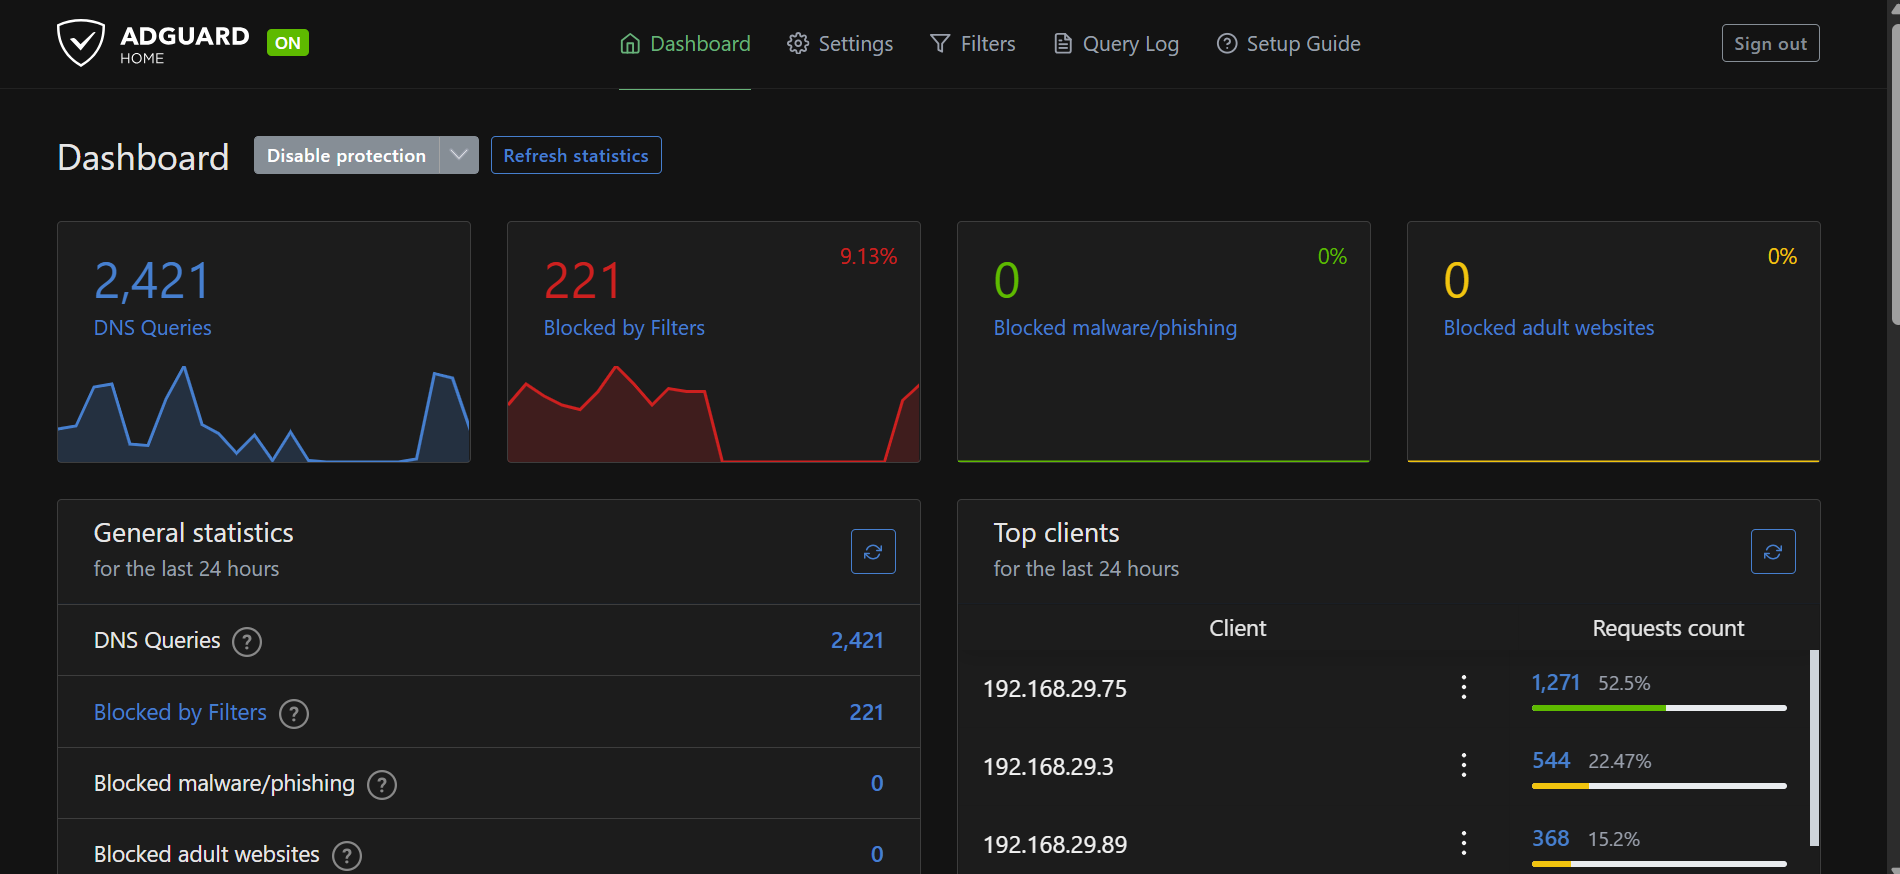 ADGUARD
HOME
ON
Dashboard
Settings
Filters
Query Log
Setup Guide
Sign out
Dashboard
Disable protection
Refresh statistics
2,421
DNS Queries
9.13%
221
Blocked by Filters
0%
0
Blocked malware/phishing
0%
0
Blocked adult websites
General statistics
for the last 24 hours
DNS Queries ? 2,421
Blocked by Filters ? 221
Blocked malware/phishing ? 0
Blocked adult websites ? 0
Top clients
for the last 24 hours
Client Requests count
192.168.29.75 1,271 52.5%
192.168.29.3 544 22.47%
192.168.29.89 368 15.2%